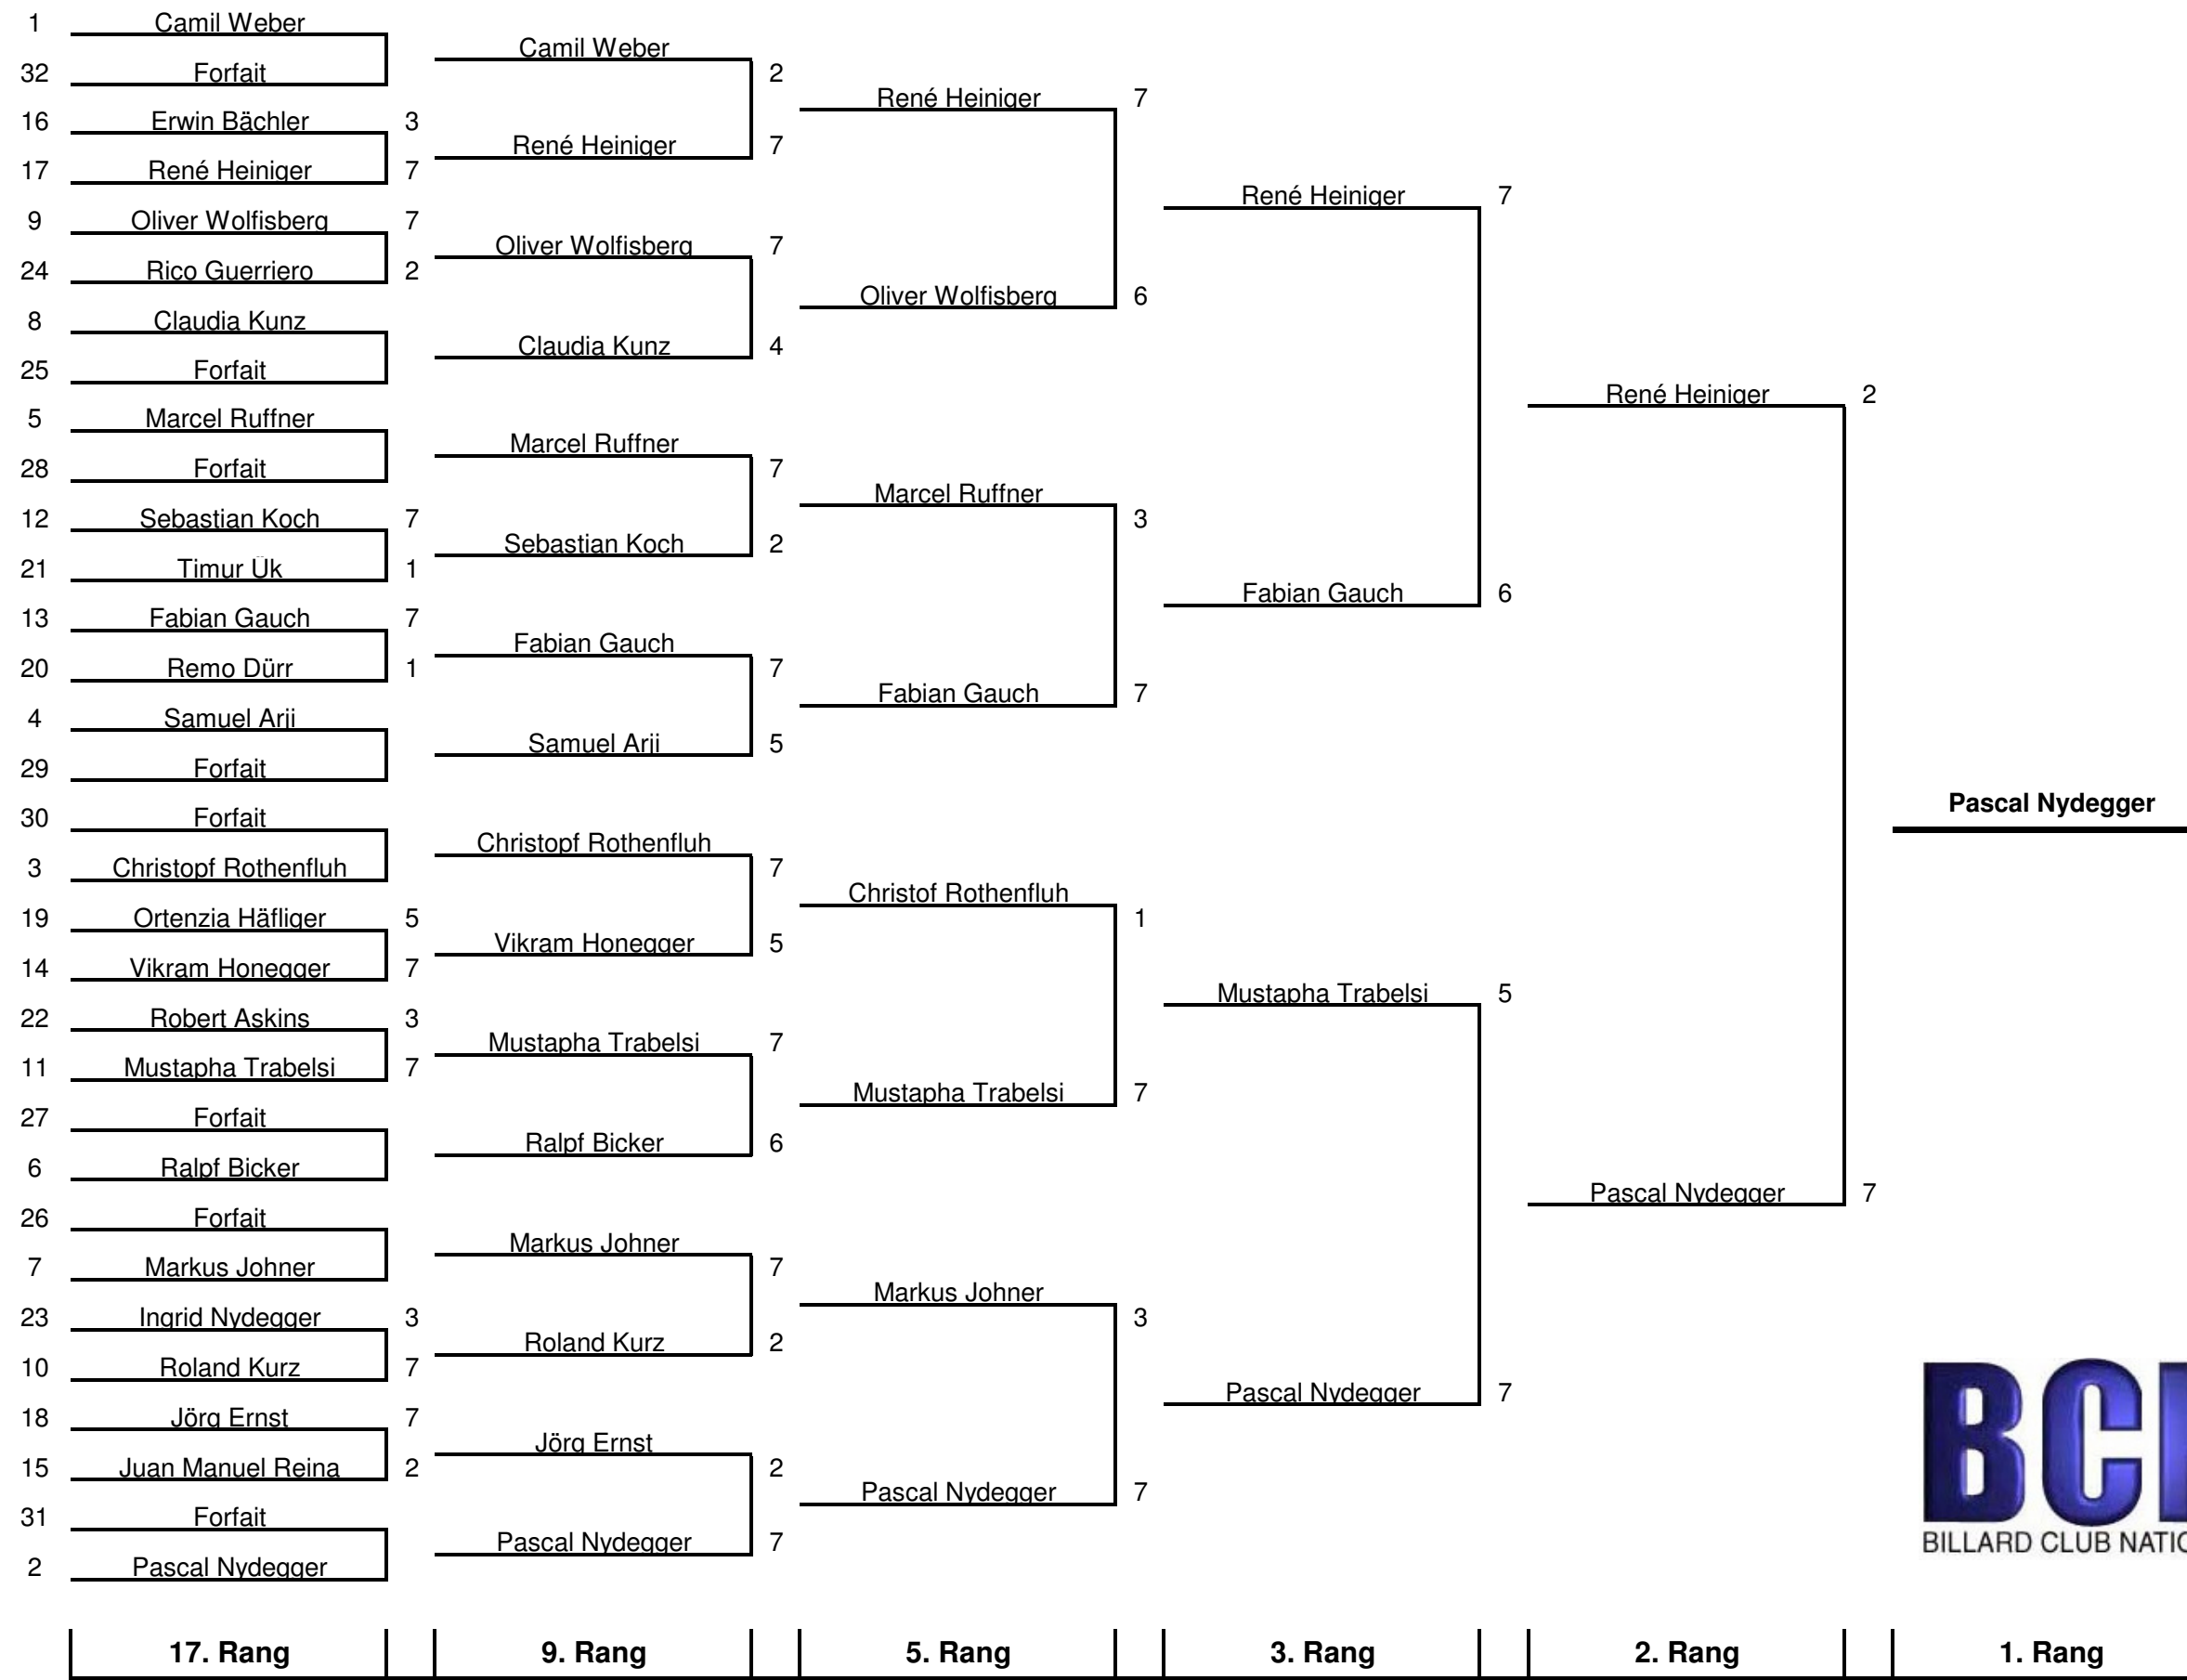 1 Camil Weber
Camil Weber 2
32 Forfait
René Heiniger 7
16 Erwin Bächler 3
René Heiniger 7
17 René Heiniger 7
René Heiniger 7
9 Oliver Wolfisberg 7
Oliver Wolfisberg 7
24 Rico Guerriero 2
Oliver Wolfisberg 6
8 Claudia Kunz
Claudia Kunz 4
25 Forfait
René Heiniger 2
5 Marcel Ruffner
Marcel Ruffner 7
28 Forfait
Marcel Ruffner 3
12 Sebastian Koch 7
Sebastian Koch 2
21 Timur Ük 1
Fabian Gauch 6
13 Fabian Gauch 7
Fabian Gauch 7
20 Remo Dürr 1
Fabian Gauch 7
4 Samuel Arji
Samuel Arji 5
29 Forfait
Pascal Nydegger
30 Forfait
Christopf Rothenfluh 7
3 Christopf Rothenfluh
Christof Rothenfluh 1
19 Ortenzia Häfliger 5
Vikram Honegger 5
14 Vikram Honegger 7
Mustapha Trabelsi 5
22 Robert Askins 3
Mustapha Trabelsi 7
11 Mustapha Trabelsi 7
Mustapha Trabelsi 7
27 Forfait
Ralpf Bicker 6
6 Ralpf Bicker
Pascal Nydegger 7
26 Forfait
Markus Johner 7
7 Markus Johner
Markus Johner 3
23 Ingrid Nydegger 3
Roland Kurz 2
10 Roland Kurz 7
Pascal Nydegger 7
18 Jörg Ernst 7
Jörg Ernst 2
15 Juan Manuel Reina 2
Pascal Nydegger 7
31 Forfait
Pascal Nydegger 7
2 Pascal Nydegger
BC
BILLARD CLUB
17. Rang 9. Rang 5. Rang 3. Rang 2. Rang 1. Rang